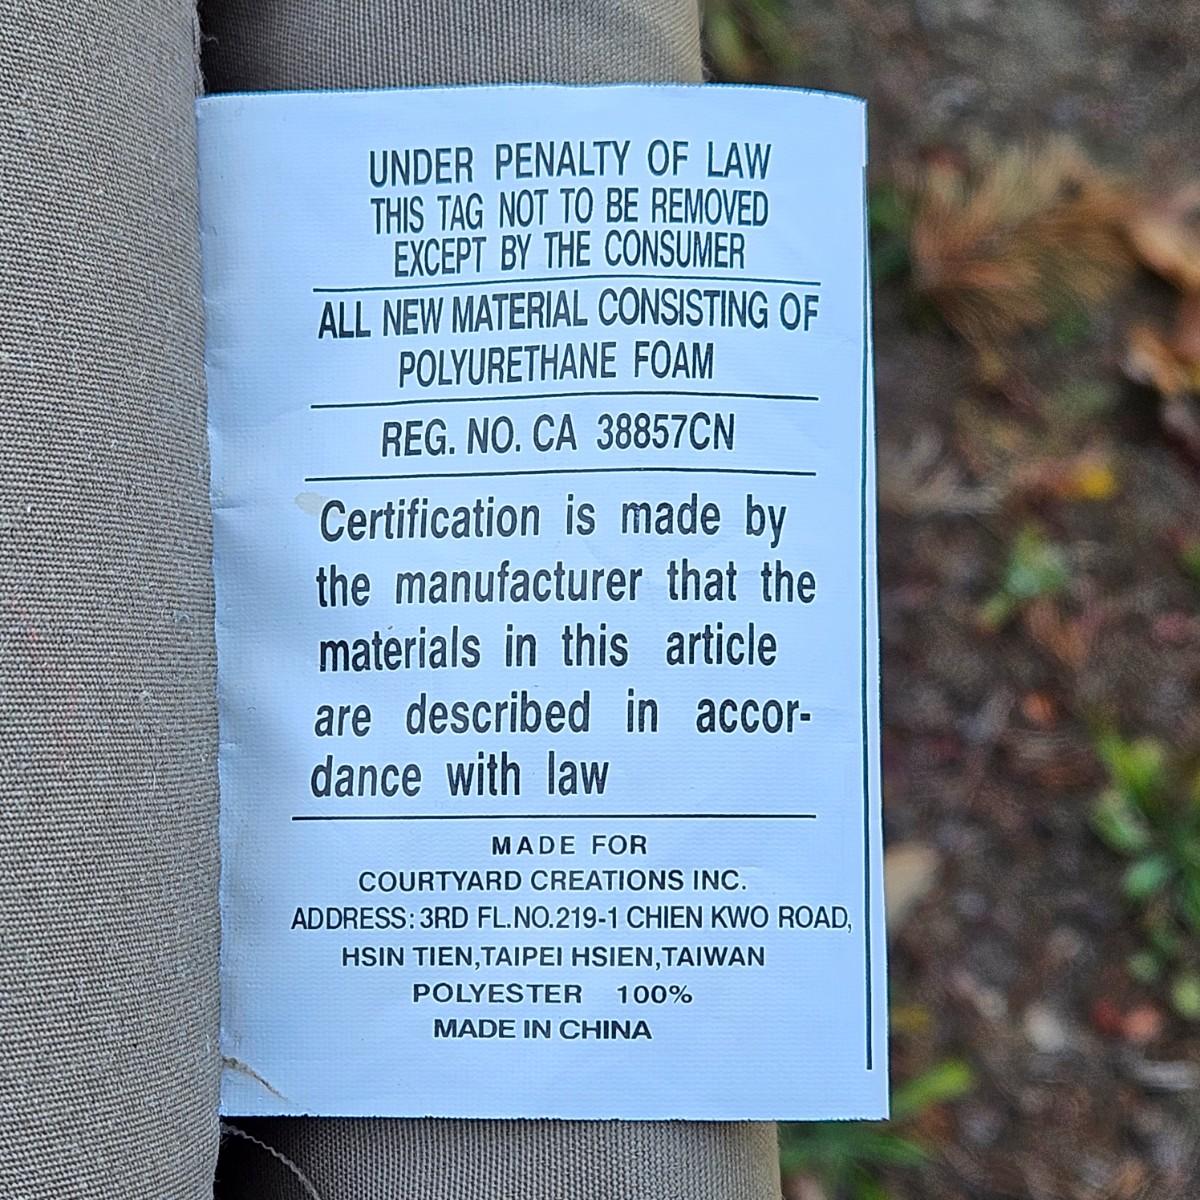 UNDER PENALTY OF LAW
THIS TAG NOT TO BE REMOVED
EXCEPT BY THE CONSUMER
ALL NEW MATERIAL CONSISTING OF
POLYURETHANE FOAM
REG. NO. CA 38857CN
Certification is made by
the manufacturer that the
materials in this article
are described in accor-
dance with law
MADE FOR
COURTYARD CREATIONS INC.
ADDRESS: 3RD FL.NO.219-1 CHIEN KWO ROAD,
HSIN TIEN,TAIPEI HSIEN,TAIWAN
POLYESTER 100%
MADE IN CHINA